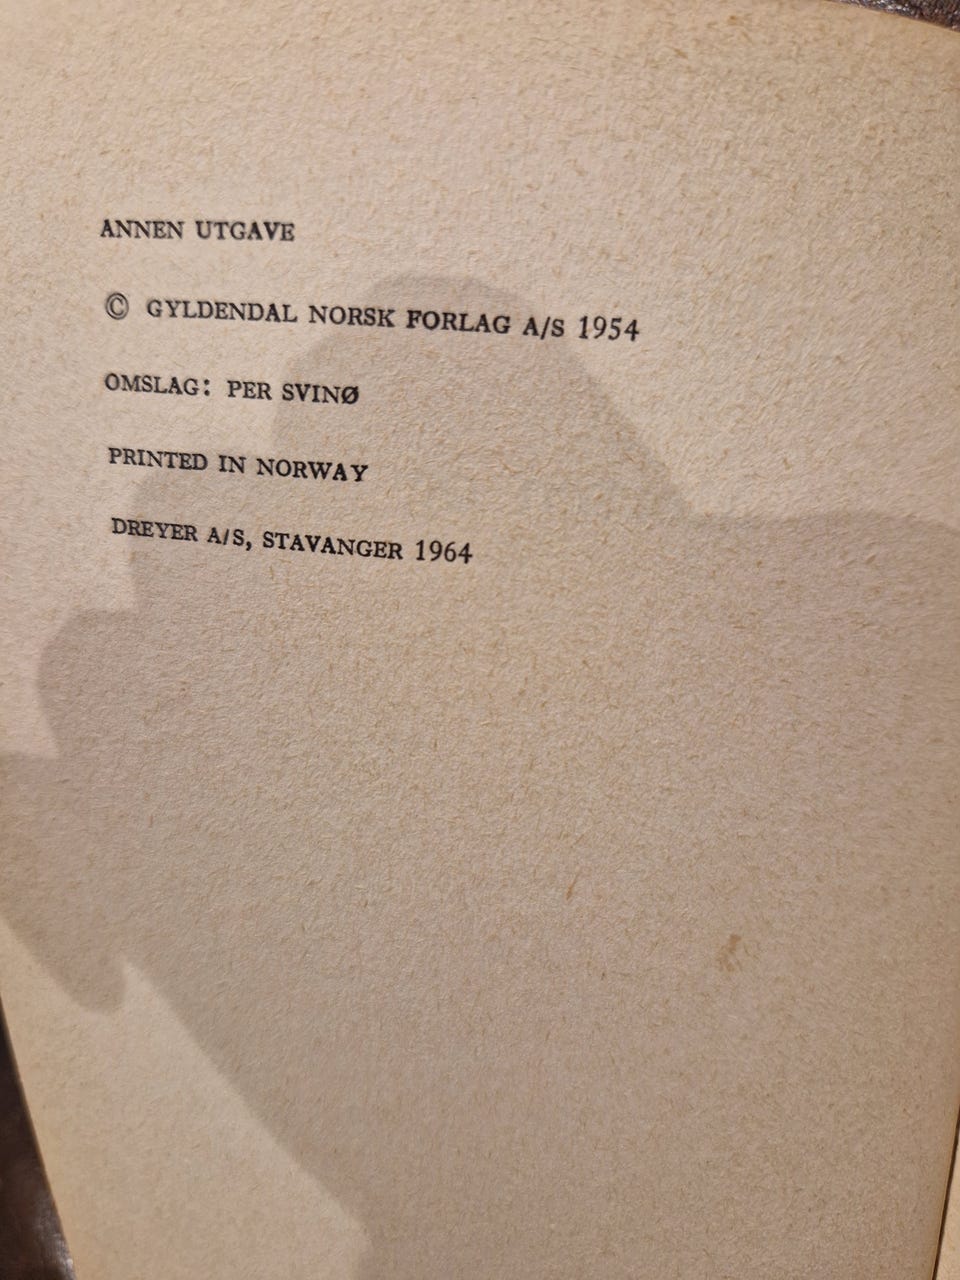 ANNEN UTGAVE
© GYLDENDAL NORSK FORLAG A/S 1954
OMSLAG: PER SVINØ
PRINTED IN NORWAY
DREYER A/S, STAVANGER 1964